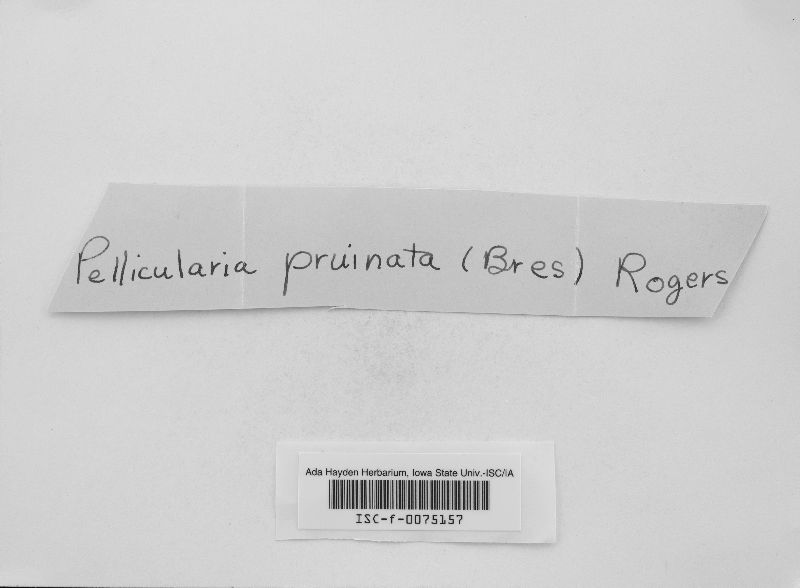 Pellicularia pruinata (Bres) Rogers
Ada Hayden Herbarium, Iowa State Univ.-ISC/IA
ISC-f-0075157